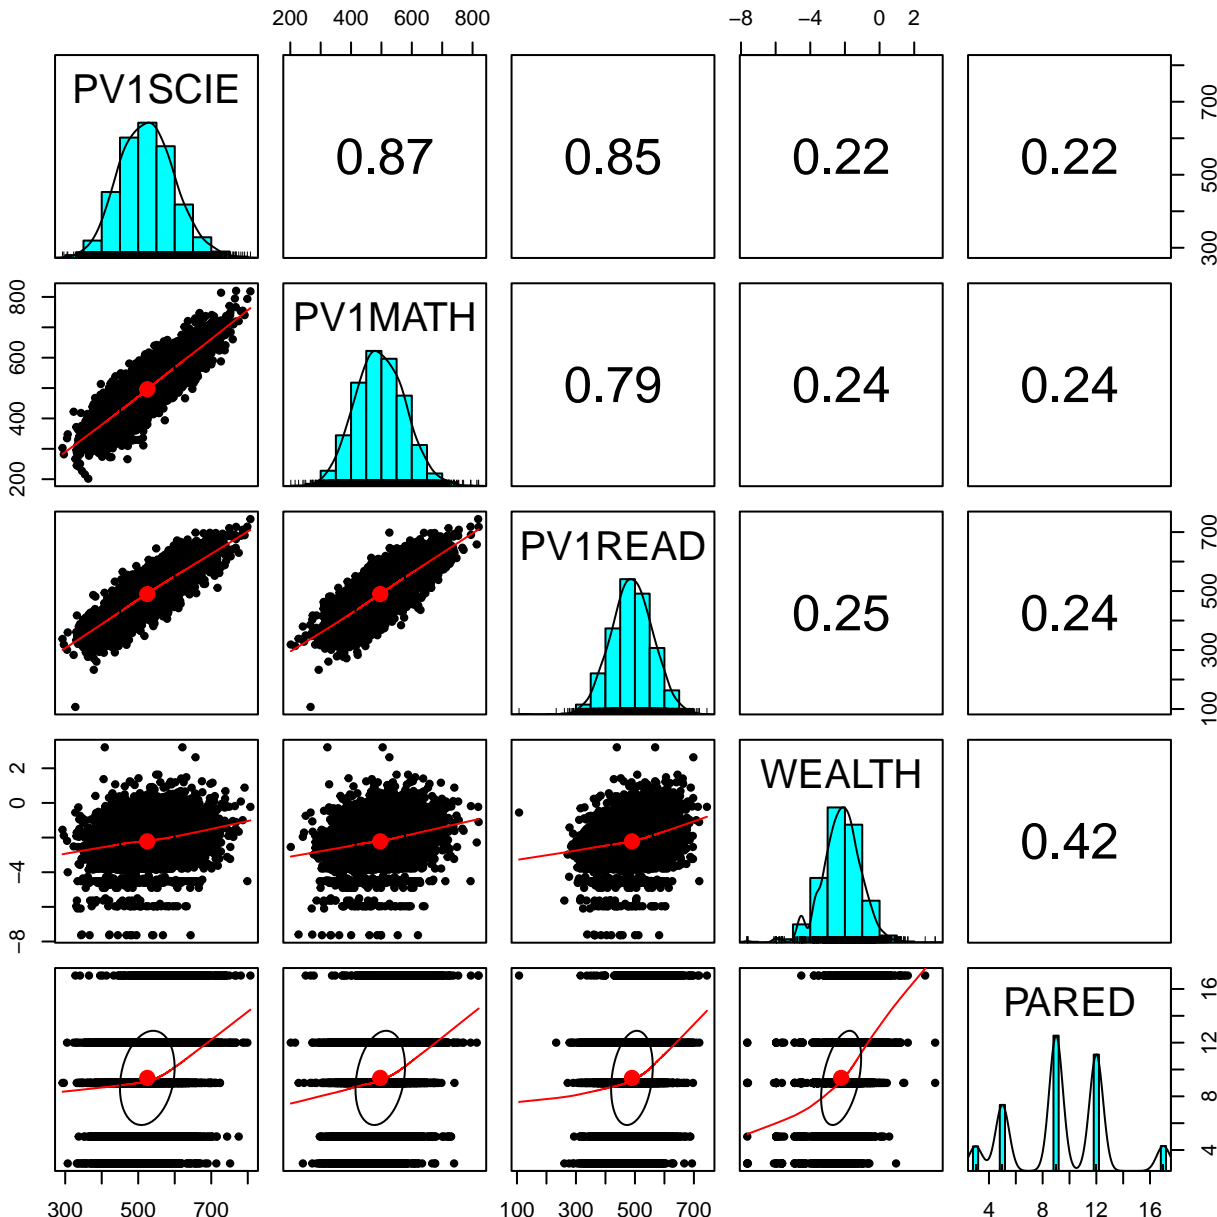 200 400 600 800 -8 -4 0 2
PV1SCIE 0.87 0.85 0.22 0.22
300 500 700
200 400 600 800
PV1MATH 0.79 0.24 0.24
PV1READ 0.25 0.24
100 300 500 700
-8 -4 0 2
WEALTH 0.42
PARED
4 8 12 16
300 500 700 100 300 500 700 4 8 12 16